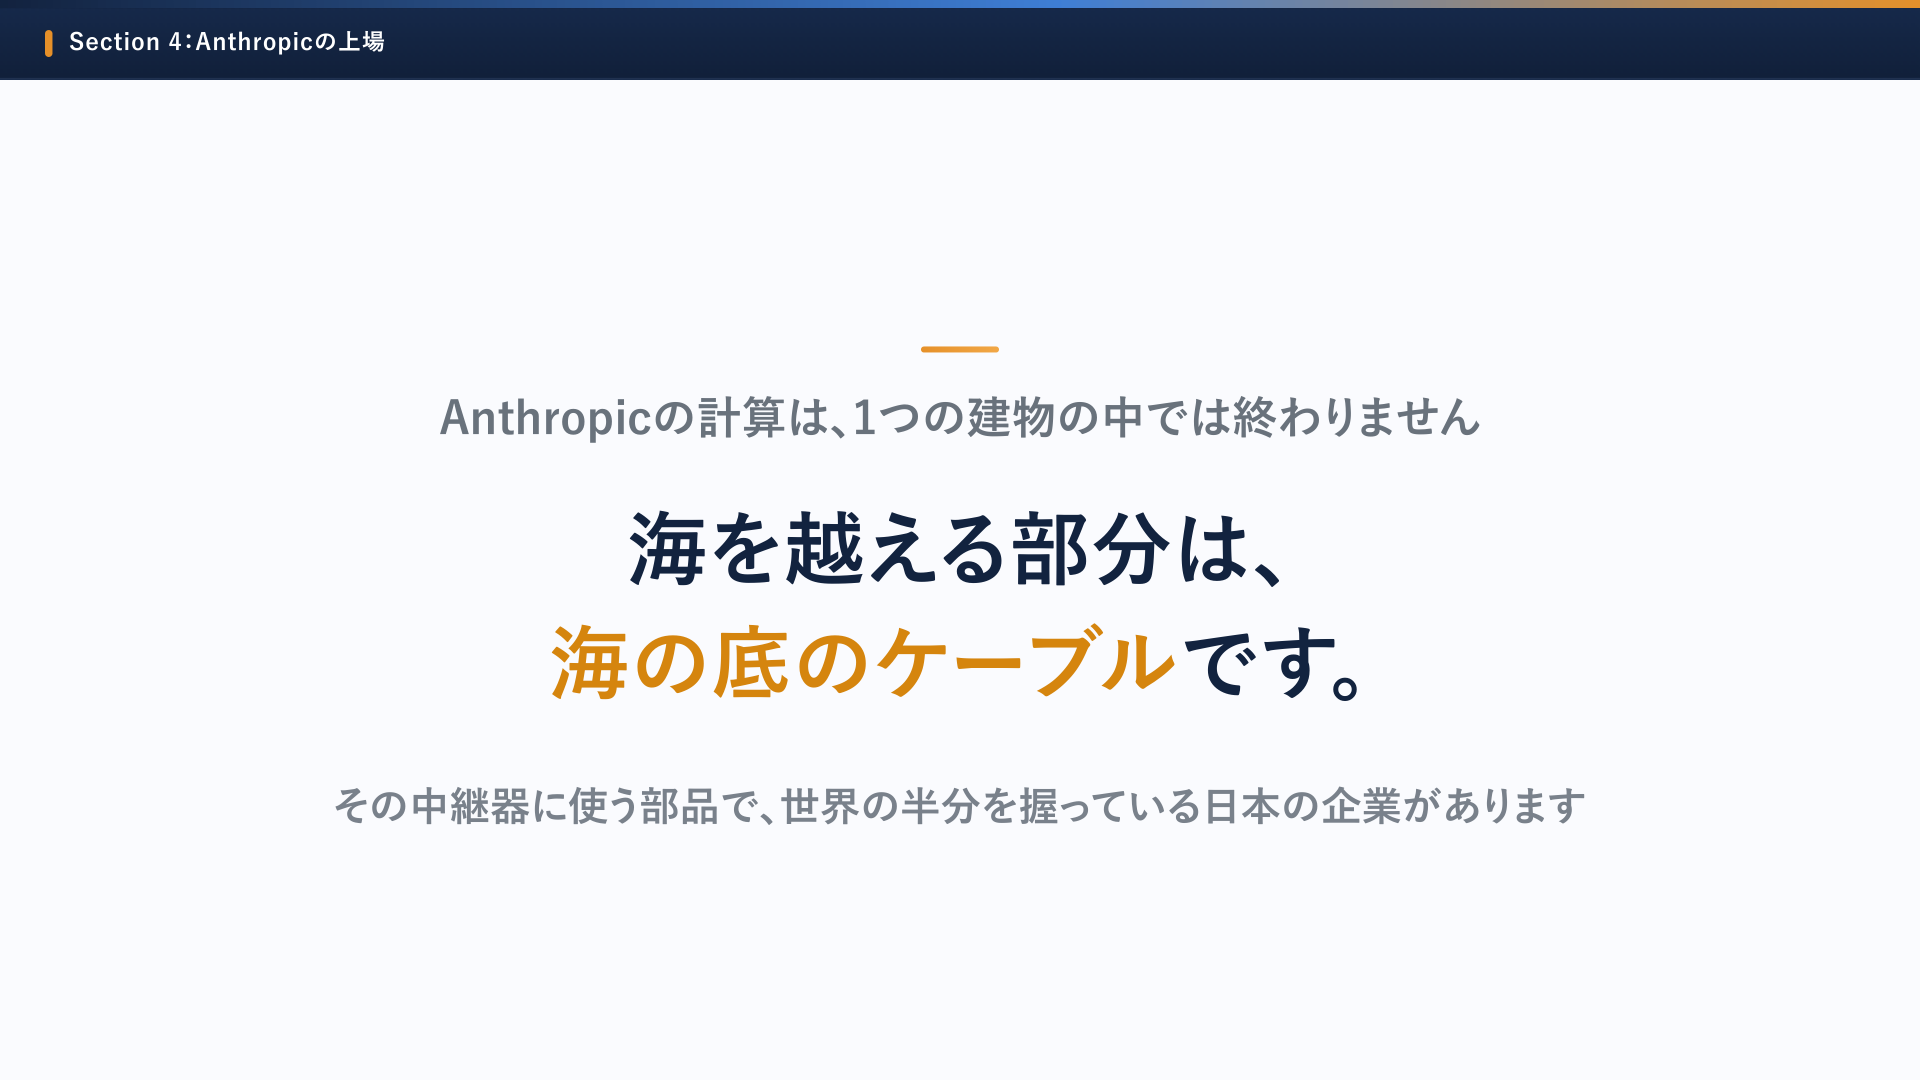 Section 4：Anthropicの上場
Anthropicの計算は、1つの建物の中では終わりません
海を越える部分は、
海の底のケーブルです。
その中継器に使う部品で、世界の半分を握っている日本の企業があります